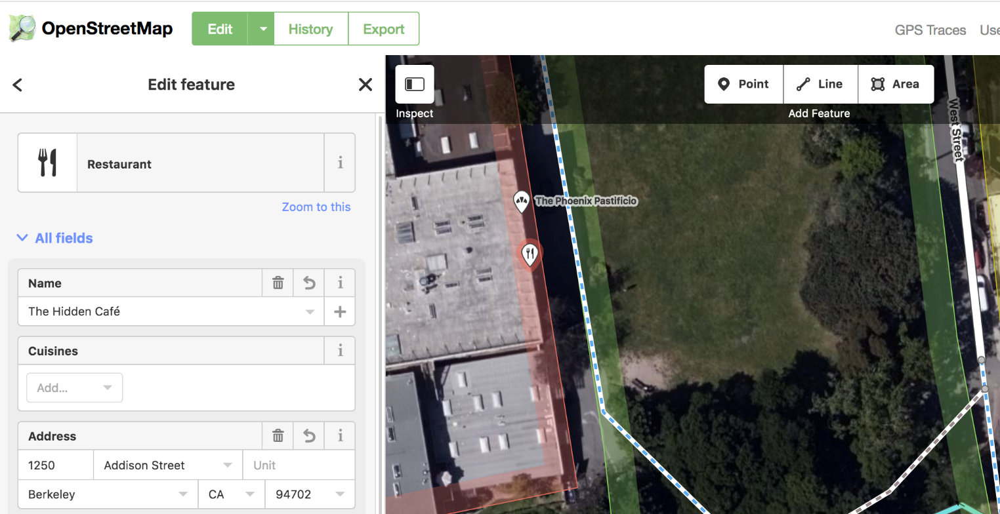 OpenStreetMap
Edit
History
Export
GPS Traces
Edit feature
Inspect
Point
Line
Area
Add Feature
Restaurant
i
Zoom to this
All fields
Name
i
The Hidden Café
Cuisines
i
Add...
Address
i
1250
Addison Street
Unit
Berkeley
CA
94702
The Phoenix Pastificio
West Street